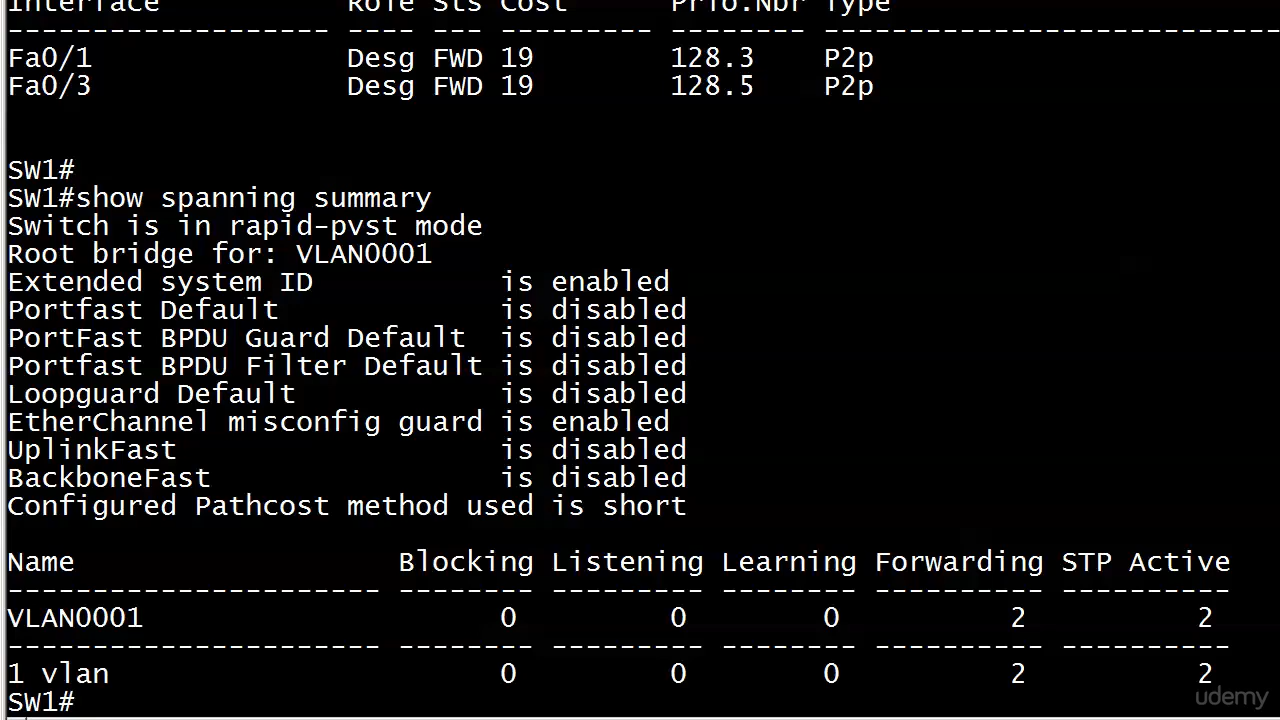 Interface Role Sts Cost Prio.Nbr Type
------------------- ---- --- --------- -------- ---------------------------
Fa0/1 Desg FWD 19 128.3 P2p
Fa0/3 Desg FWD 19 128.5 P2p
SW1#
SW1#show spanning summary
Switch is in rapid-pvst mode
Root bridge for: VLAN0001
Extended system ID is enabled
Portfast Default is disabled
PortFast BPDU Guard Default is disabled
Portfast BPDU Filter Default is disabled
Loopguard Default is disabled
EtherChannel misconfig guard is enabled
UplinkFast is disabled
BackboneFast is disabled
Configured Pathcost method used is short
Name Blocking Listening Learning Forwarding STP Active
---------------------- -------- --------- -------- ---------- ----------
VLAN0001 0 0 0 2 2
---------------------- -------- --------- -------- ---------- ----------
1 vlan 0 0 0 2 2
SW1#
udemy